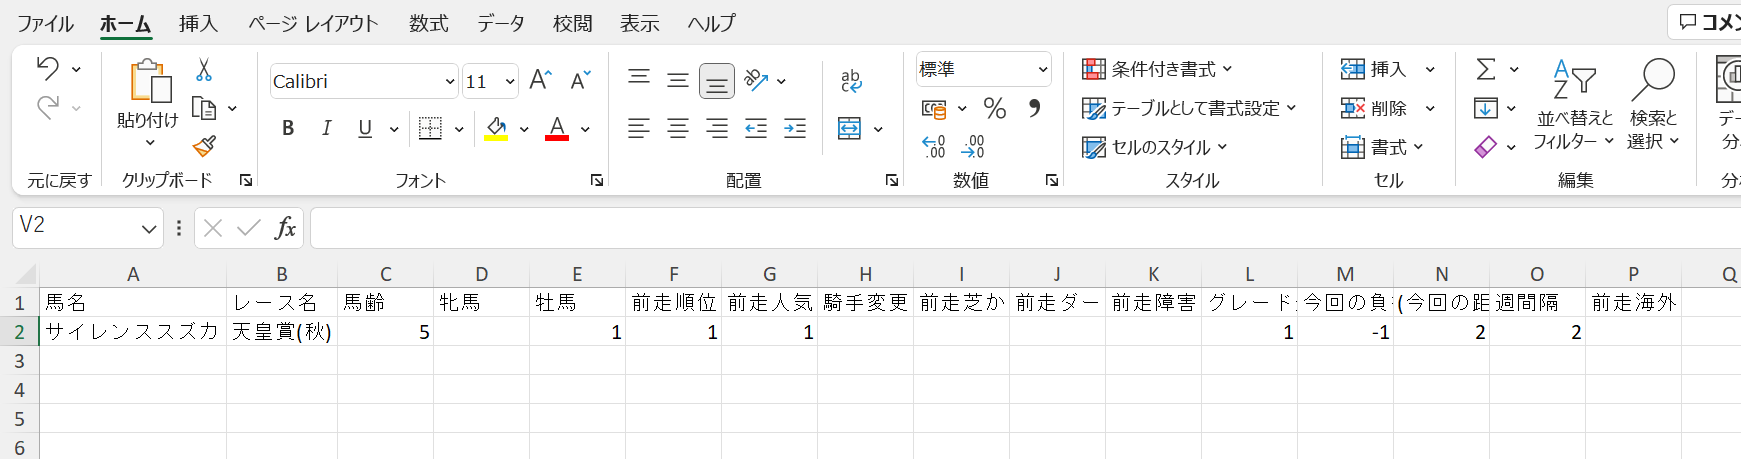 ファイル ホーム 挿入 ページ レイアウト 数式 データ 校閲 表示 ヘルプ コメン
Calibri 11 標準 条件付き書式 挿入
貼り付け テーブルとして書式設定 削除 並べ替えと 検索と デー
B I U A セルのスタイル 書式 フィルター 選択 分
元に戻す クリップボード フォント 配置 数値 スタイル セル 編集 分
V2 fx
A B C D E F G H I J K L M N O P Q
1 馬名 レース名 馬齢 牝馬 牡馬 前走順位 前走人気 騎手変更 前走芝か 前走ダー 前走障害 グレード 今回の負 (今回の距 週間隔 前走海外
2 サイレンススズカ 天皇賞(秋) 5 1 1 1 1 -1 2 2
3
4
5
6